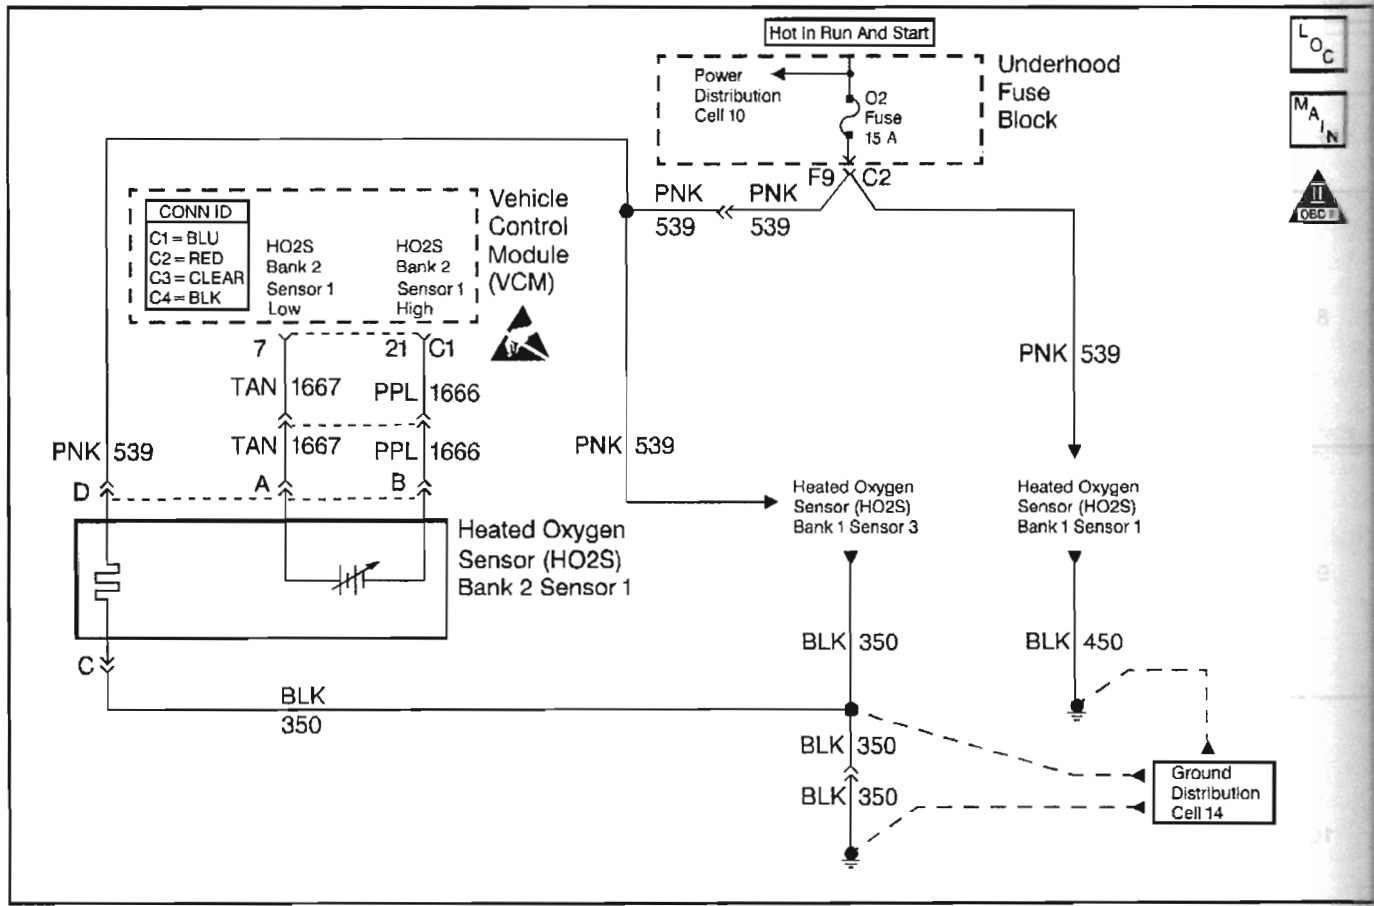 Hot In Run And Start
L
O
C
Power
Distribution
Cell 10
O2
Fuse
15 A
Underhood
Fuse
Block
M
A
I
N
II
OBD II
F9
C2
PNK
539
PNK
539
CONN ID
C1=BLU
C2=RED
C3=CLEAR
C4=BLK
HO2S
Bank 2
Sensor 1
Low
HO2S
Bank 2
Sensor 1
High
Vehicle
Control
Module
(VCM)
7
21
C1
TAN 1667
PPL 1666
PNK 539
PNK 539
TAN 1667
PPL 1666
PNK 539
D
A
B
Heated Oxygen
Sensor (HO2S)
Bank 2 Sensor 1
Heated Oxygen
Sensor (HO2S)
Bank 1 Sensor 3
Heated Oxygen
Sensor (HO2S)
Bank 1 Sensor 1
C
BLK 350
BLK 450
BLK
350
BLK 350
BLK 350
Ground
Distribution
Cell 14